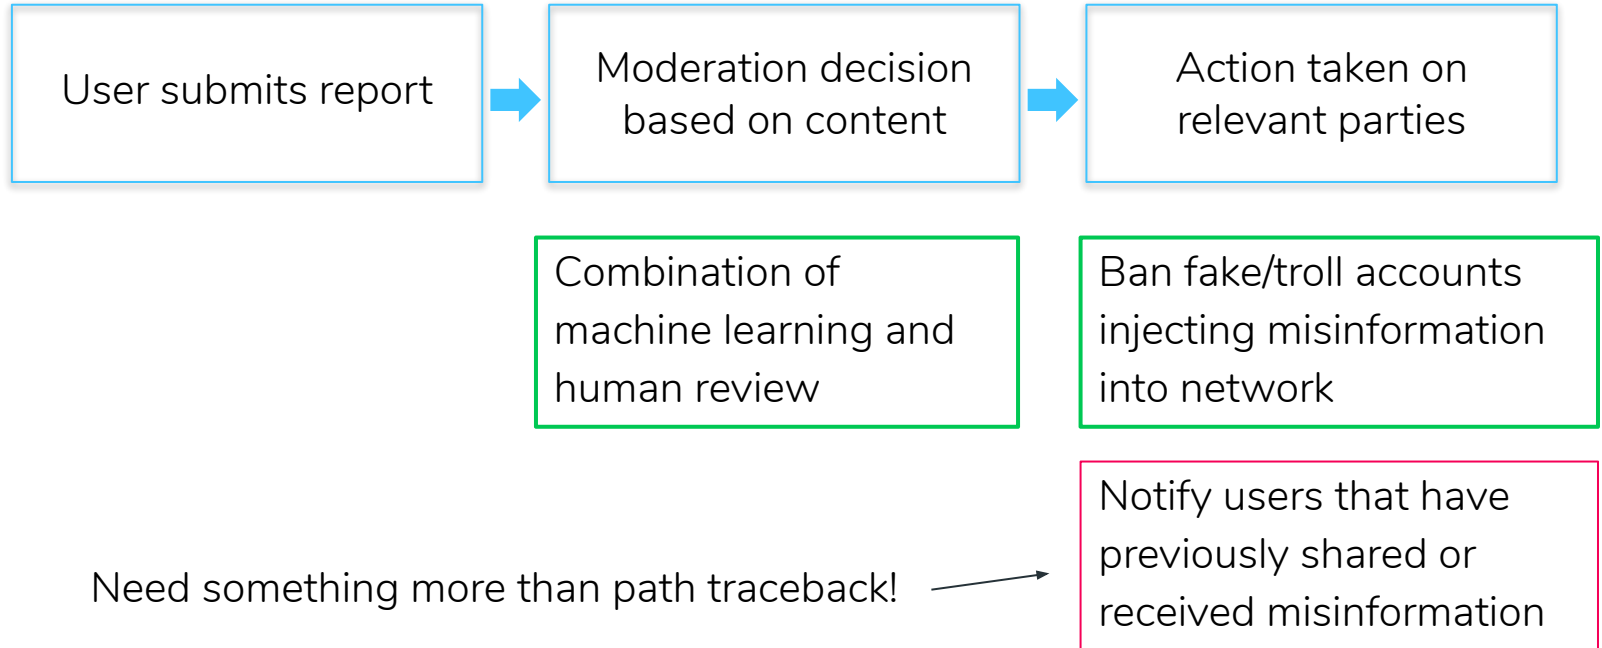 User submits report
Moderation decision
based on content
Action taken on
relevant parties
Combination of
machine learning and
human review
Ban fake/troll accounts
injecting misinformation
into network
Need something more than path traceback!
Notify users that have
previously shared or
received misinformation